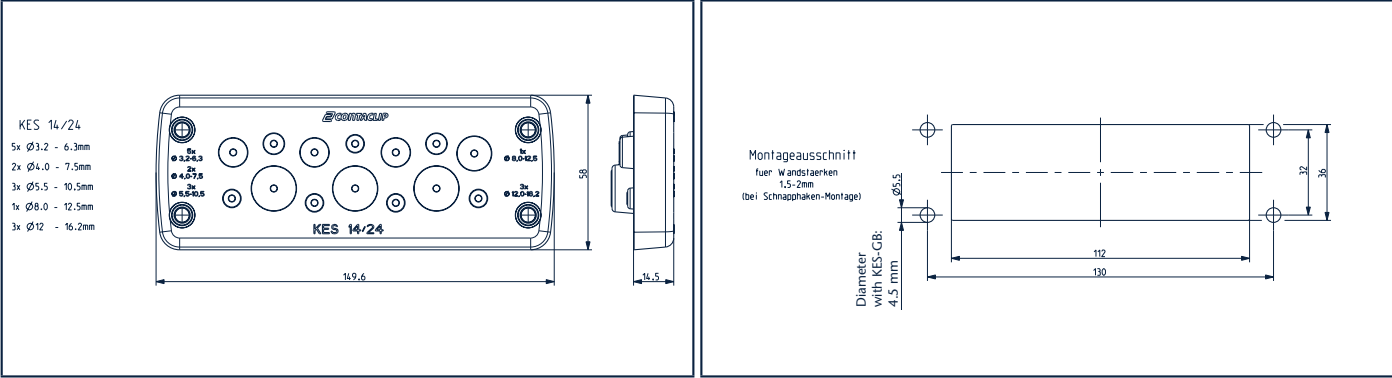 KES 14/24
5x Ø3.2 - 6.3mm
2x Ø4.0 - 7.5mm
3x Ø5.5 - 10.5mm
1x Ø8.0 - 12.5mm
3x Ø12 - 16.2mm
CONTACLIP
5x
Ø 3,2-6,3
2x
Ø 4,0-7,5
3x
Ø 5,5-10,5
1x
Ø 8,0-12,5
3x
Ø 12,0-16,2
KES 14/24
58
149.6
14.5
Montageausschnitt
fuer Wandstaerken
1.5-2mm
(bei Schnapphaken-Montage)
Ø5.5
Diameter
with KES-GB:
4.5 mm
32
36
112
130